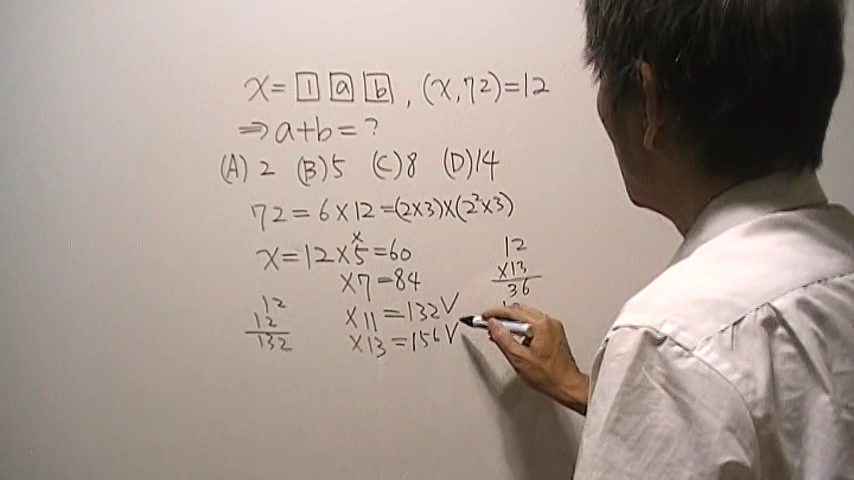 x = 1 a b , (x,72)=12
⇒ a+b = ?
(A) 2 (B) 5 (C) 8 (D) 14
72 = 6×12 = (2×3)×(2²×3)
x
x = 12×5 = 60
×7 = 84
×11 = 132 V
×13 = 156 V
12
12
132
12
×13
36